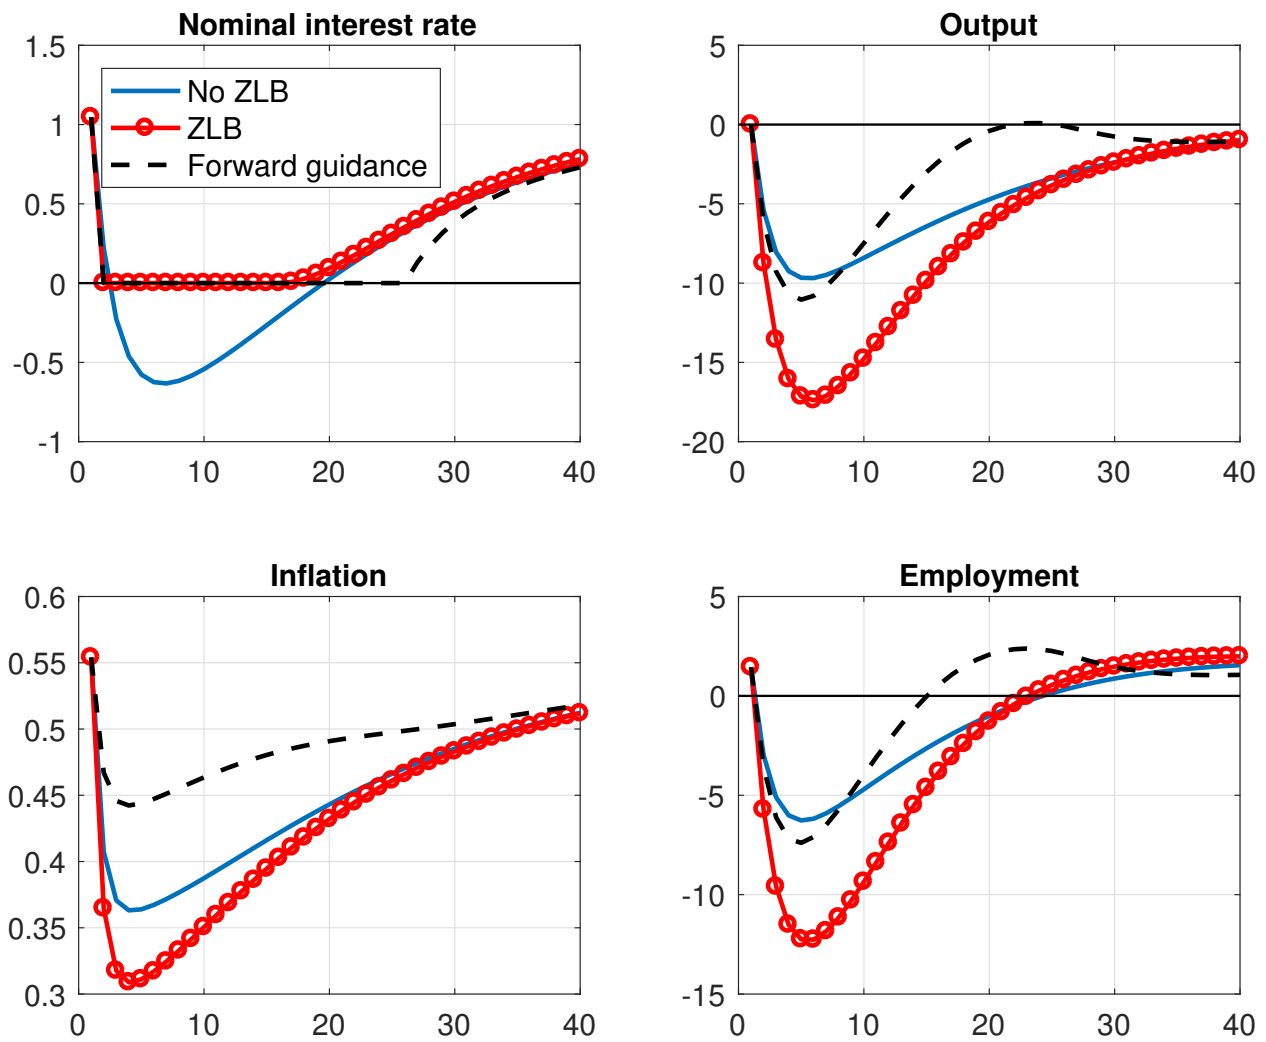 Nominal interest rate
1.5
1
0.5
0
-0.5
-1
0 10 20 30 40
No ZLB
ZLB
Forward guidance
Output
5
0
-5
-10
-15
-20
0 10 20 30 40
Inflation
0.6
0.55
0.5
0.45
0.4
0.35
0.3
0 10 20 30 40
Employment
5
0
-5
-10
-15
0 10 20 30 40